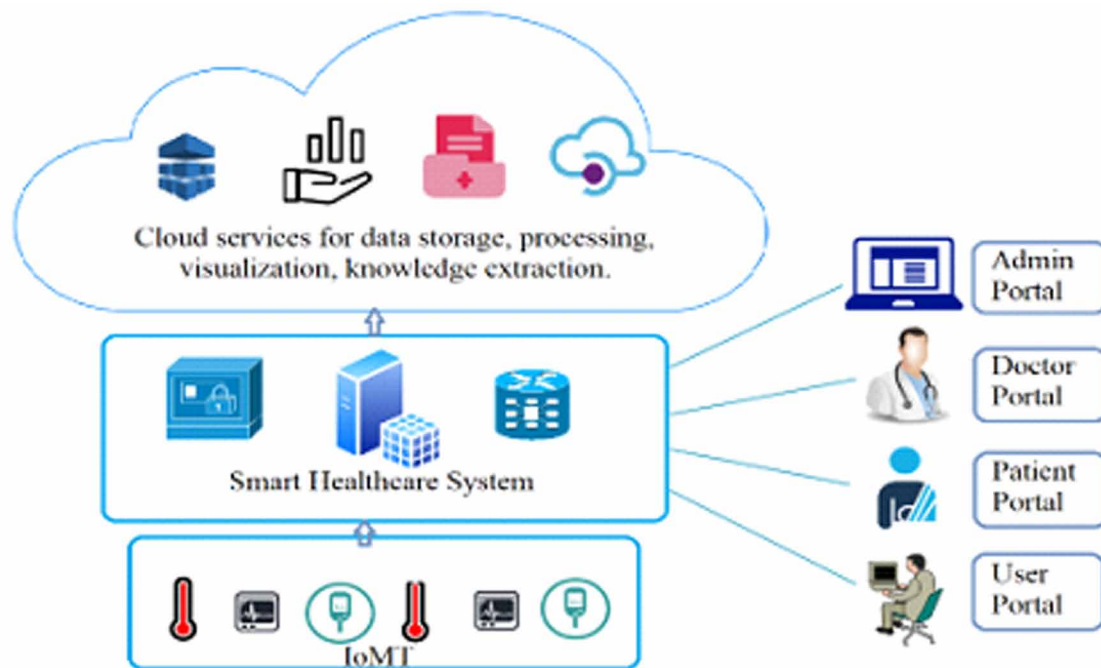 Cloud services for data storage, processing,
visualization, knowledge extraction.
Smart Healthcare System
IoMT
Admin
Portal
Doctor
Portal
Patient
Portal
User
Portal